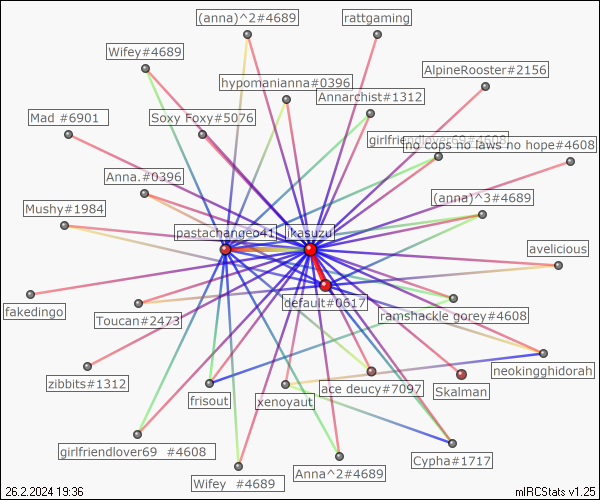 (anna)^2#4689
rattgaming
Wifey#4689
AlpineRooster#2156
hypomanianna#0396
Annarchist#1312
Mad #6901
Soxy Foxy#5076
girlfriendlover69#4608
no cops no laws no hope#4608
Anna.#0396
(anna)^3#4689
Mushy#1984
pastachangeo41
ikasuzu
avelicious
default#0617
fakedingo
Toucan#2473
ramshackle gorey#4608
neokingghidorah
zibbits#1312
frisout
xenoyaut
ace deucy#7097
Skalman
girlfriendlover69 #4608
Cypha#1717
Wifey #4689
Anna^2#4689
26.2.2024 19:36
mIRCStats v1.25